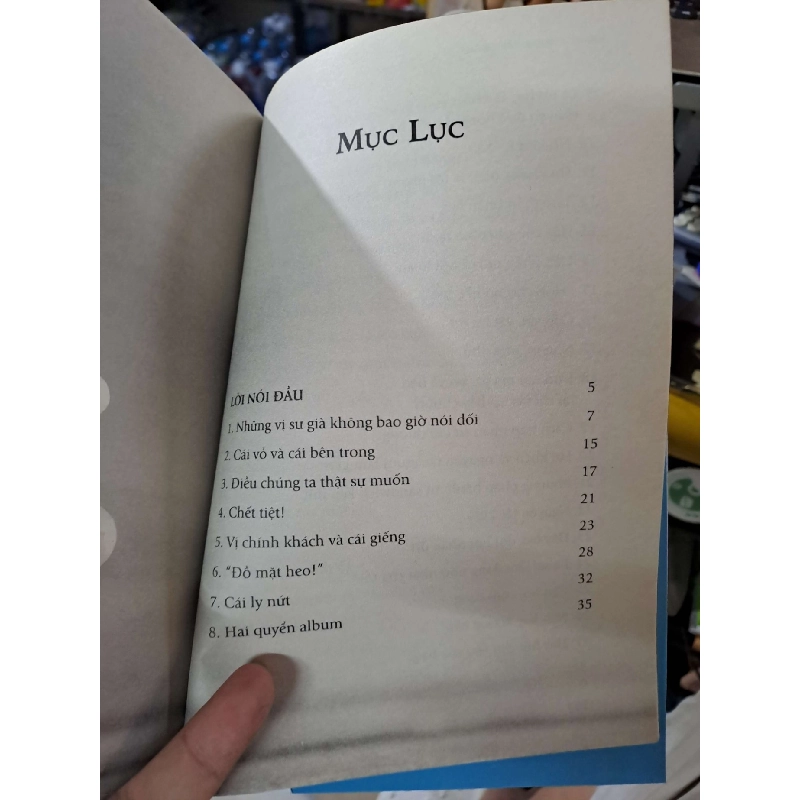 Mục Lục
LỜI NÓI ĐẦU 5
1. Những vị sư già không bao giờ nói dối 7
2. Cái vỏ và cái bên trong 15
3. Điều chúng ta thật sự muốn 17
4. Chết tiệt! 21
5. Vị chính khách và cái giếng 23
6. “Đồ mặt heo!” 28
7. Cái ly nứt 32
8. Hai quyển album 35